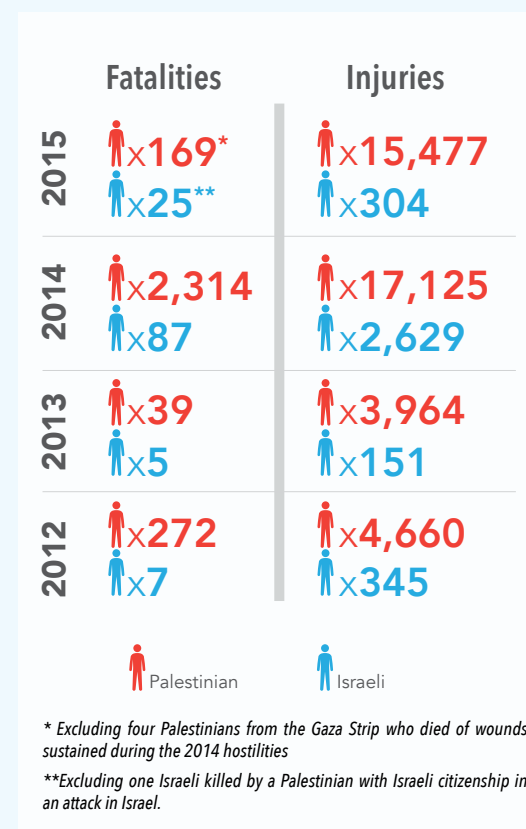 Fatalities Injuries
2015
x169* x15,477
x25** x304
2014
x2,314 x17,125
x87 x2,629
2013
x39 x3,964
x5 x151
2012
x272 x4,660
x7 x345
Palestinian Israeli
* Excluding four Palestinians from the Gaza Strip who died of wounds
sustained during the 2014 hostilities
**Excluding one Israeli killed by a Palestinian with Israeli citizenship in
an attack in Israel.